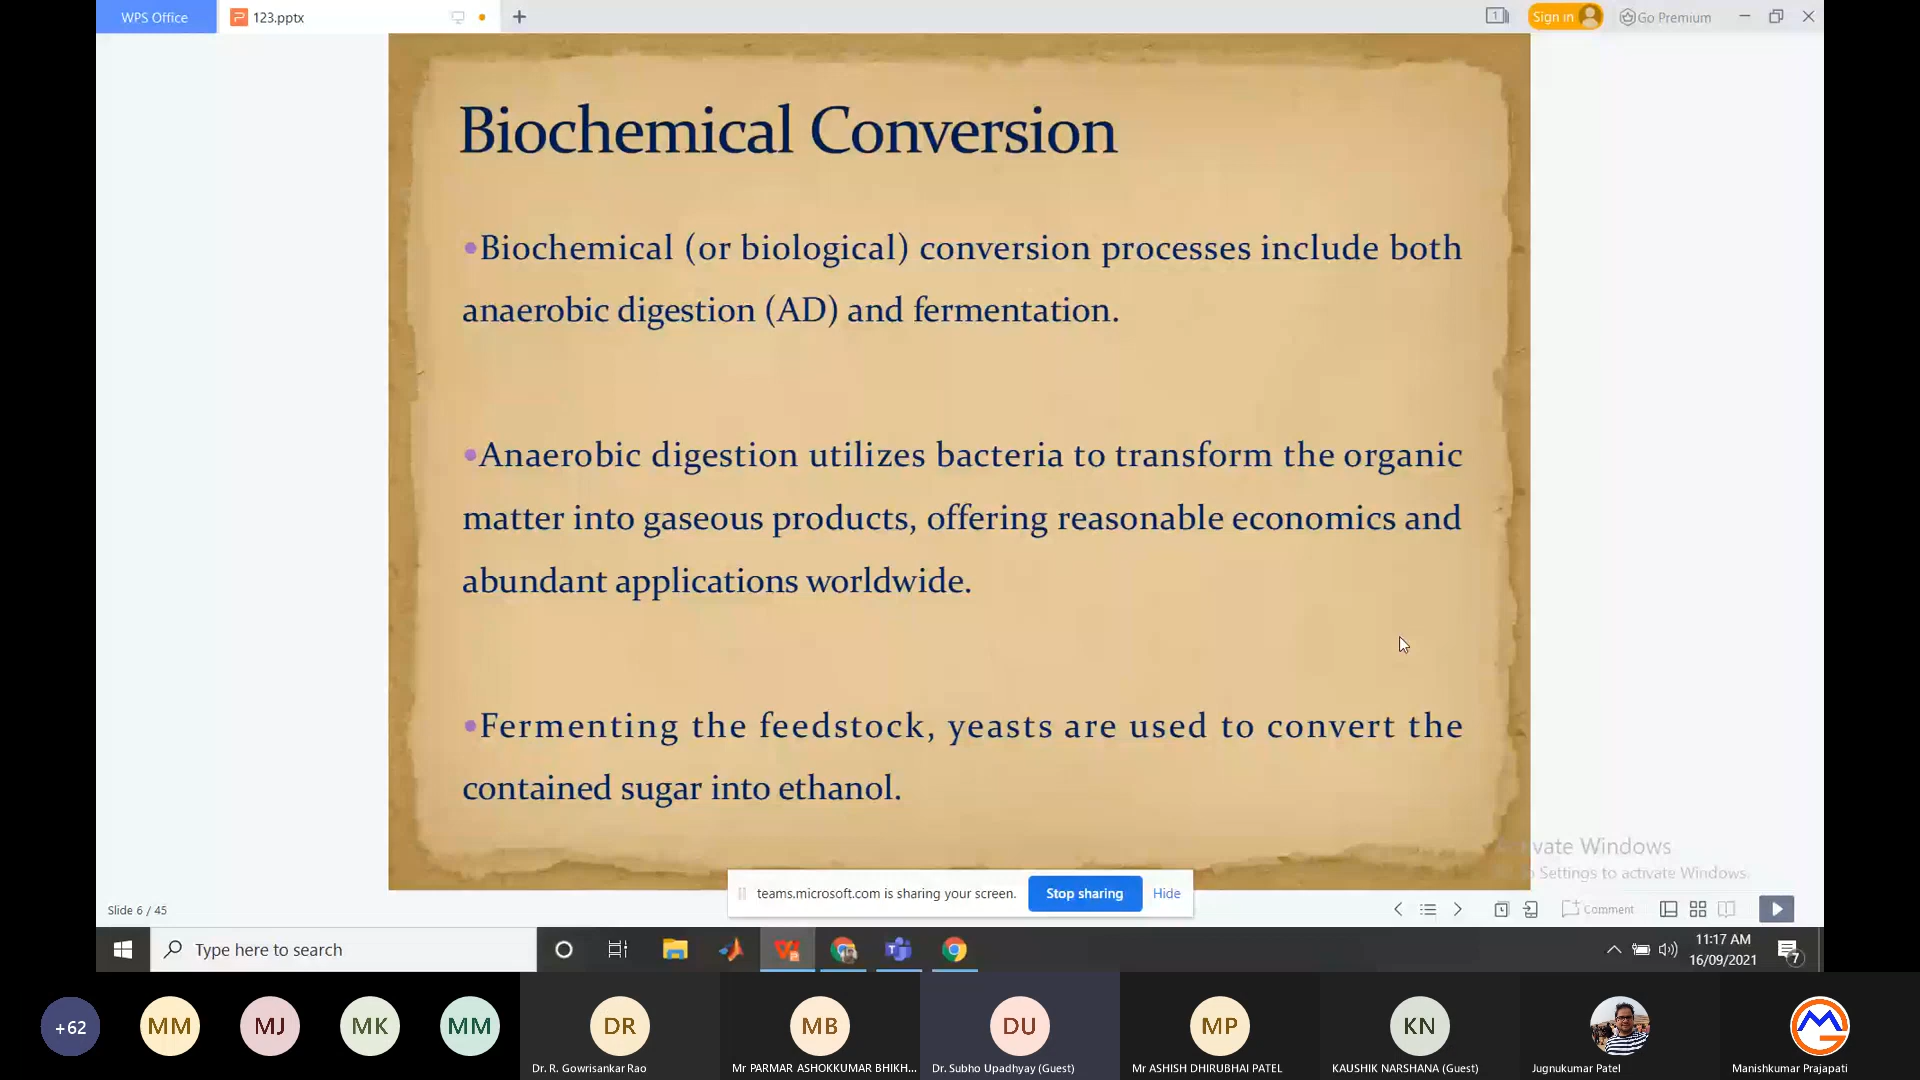 WPS Office
123.pptx
1
Sign in
Go Premium
Biochemical Conversion
•Biochemical (or biological) conversion processes include both
anaerobic digestion (AD) and fermentation.
•Anaerobic digestion utilizes bacteria to transform the organic
matter into gaseous products, offering reasonable economics and
abundant applications worldwide.
•Fermenting the feedstock, yeasts are used to convert the
contained sugar into ethanol.
vate Windows
Settings to activate Windows.
teams.microsoft.com is sharing your screen.
Stop sharing
Hide
Slide 6 / 45
Comment
Type here to search
11:17 AM
16/09/2021
7
+62
MM
MJ
MK
MM
DR
MB
DU
MP
KN
Dr. R. Gowrisankar Rao
Mr PARMAR ASHOKKUMAR BHIKH...
Dr. Subho Upadhyay (Guest)
Mr ASHISH DHIRUBHAI PATEL
KAUSHIK NARSHANA (Guest)
Jugnukumar Patel
Manishkumar Prajapati